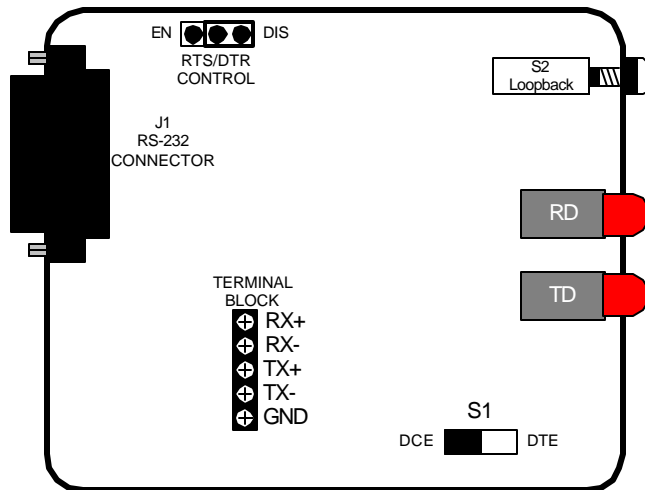 EN DIS
RTS/DTR
CONTROL
S2
Loopback
J1
RS-232
CONNECTOR
RD
TD
TERMINAL
BLOCK
RX+
RX-
TX+
TX-
GND
S1
DCE DTE